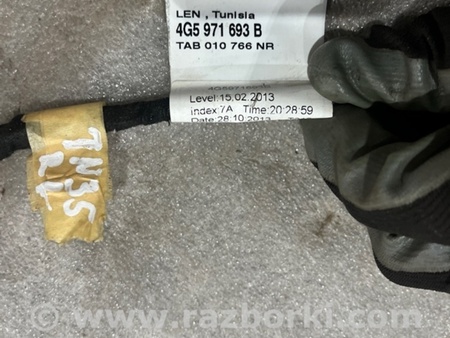 LEN , Tunisia
4G5 971 693 B
TAB 010 766 NR
Level:15.02.2013
index:7A Time:20:28:59
Date:28.10.2013
www.razborki.com